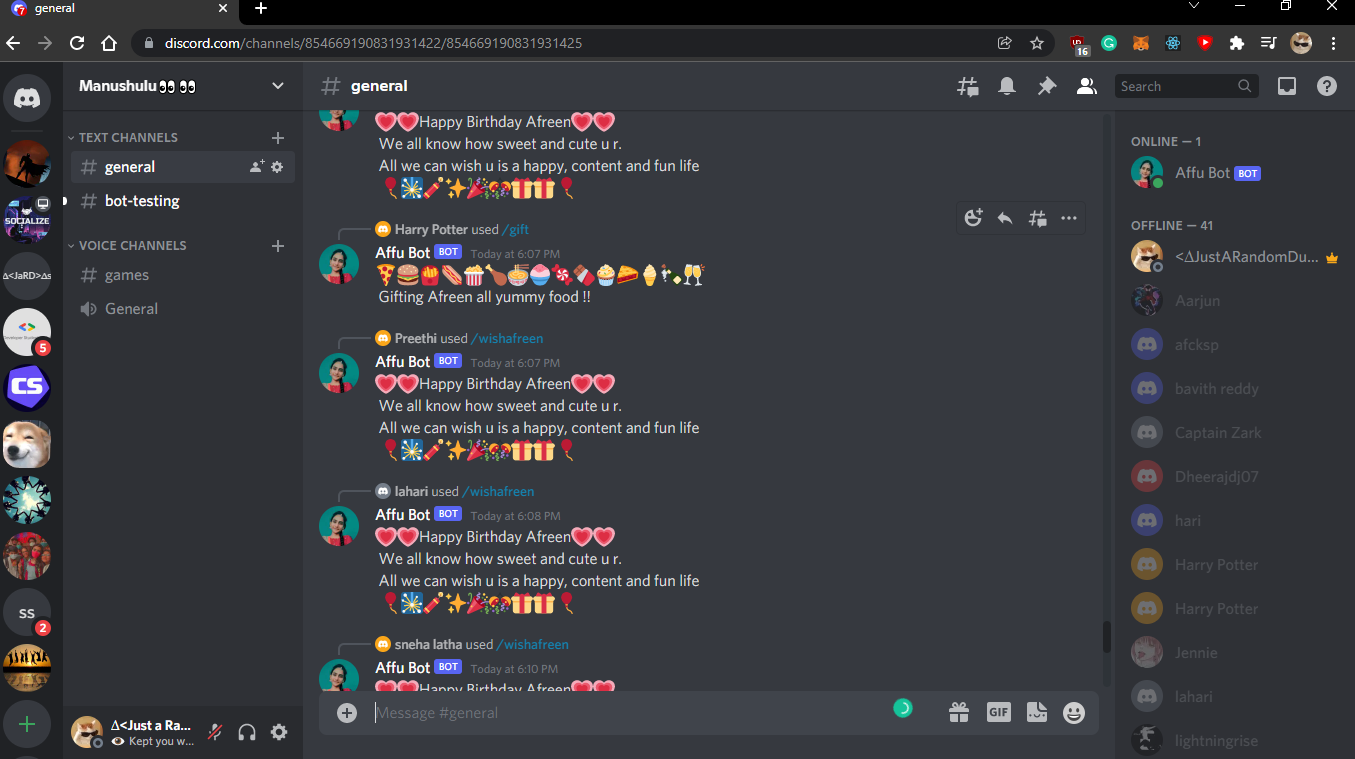 general
discord.com/channels/854669190831931422/854669190831931425
16
Manushulu👀 👀
general
Search
TEXT CHANNELS
general
bot-testing
VOICE CHANNELS
games
General
SOCIALIZE
Δ<JaRD>Δs
5
CS
SS
2
💗💗Happy Birthday Afreen💗💗
We all know how sweet and cute u r.
All we can wish u is a happy, content and fun life
🎈🎇🧨✨🎉🎊🎁🎁🎈
Harry Potter used /gift
Affu Bot BOT Today at 6:07 PM
🍕🍔🍟🌭🍿🍗🍜🍧🍬🍫🧁🥧🍦🍾🥂
Gifting Afreen all yummy food !!
Preethi used /wishafreen
Affu Bot BOT Today at 6:07 PM
💗💗Happy Birthday Afreen💗💗
We all know how sweet and cute u r.
All we can wish u is a happy, content and fun life
🎈🎇🧨✨🎉🎊🎁🎁🎈
lahari used /wishafreen
Affu Bot BOT Today at 6:08 PM
💗💗Happy Birthday Afreen💗💗
We all know how sweet and cute u r.
All we can wish u is a happy, content and fun life
🎈🎇🧨✨🎉🎊🎁🎁🎈
sneha latha used /wishafreen
Affu Bot BOT Today at 6:10 PM
💗💗Happy Birthday Afreen💗💗
Message #general
GIF
Δ<Just a Ra...
Kept you w...
ONLINE — 1
Affu Bot BOT
OFFLINE — 41
<ΔJustARandomDu...
Aarjun
afcksp
bavith reddy
Captain Zark
Dheerajdj07
hari
Harry Potter
Harry Potter
Jennie
lahari
lightningrise